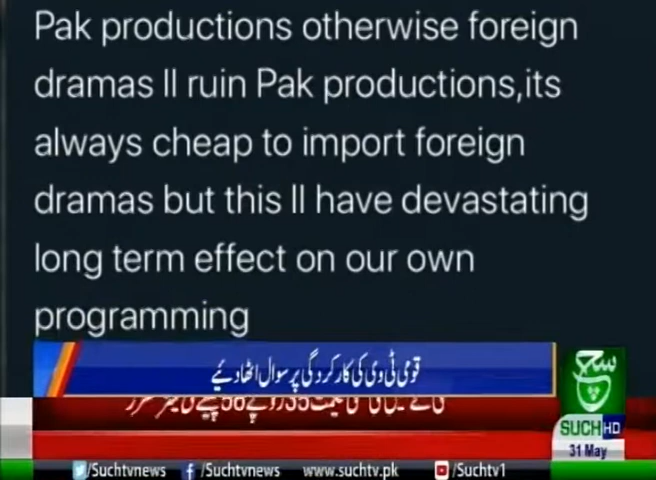 Pak productions otherwise foreign
dramas ll ruin Pak productions,its
always cheap to import foreign
dramas but this ll have devastating
long term effect on our own
programming
قومی ٹی وی کی کارکردگی پر سوال اٹھا دیئے
سچ
SUCH HD
31 May
/Suchtvnews
/Suchtvnews
www.suchtv.pk
/Suchtv1